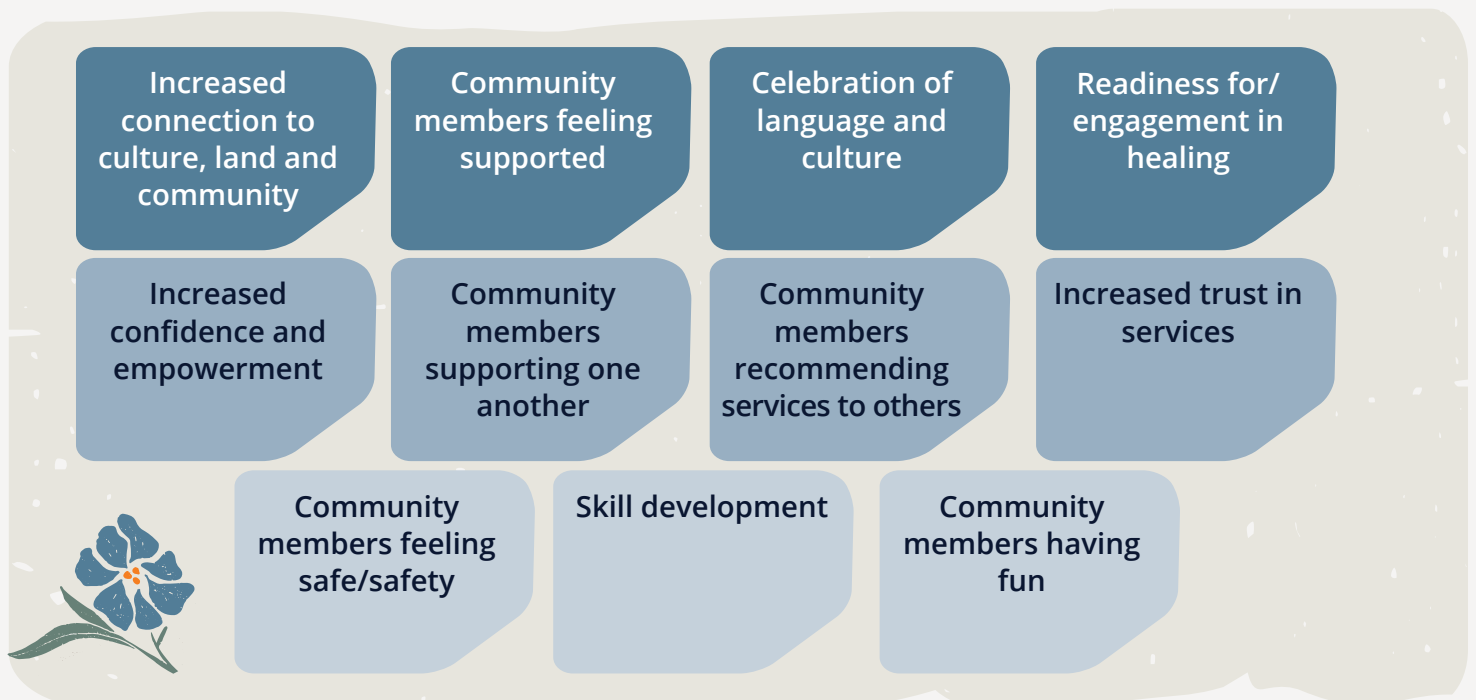 Increased
connection to
culture, land and
community
Community
members feeling
supported
Celebration of
language and
culture
Readiness for/
engagement in
healing
Increased
confidence and
empowerment
Community
members
supporting one
another
Community
members
recommending
services to others
Increased trust in
services
Community
members feeling
safe/safety
Skill development
Community
members having
fun